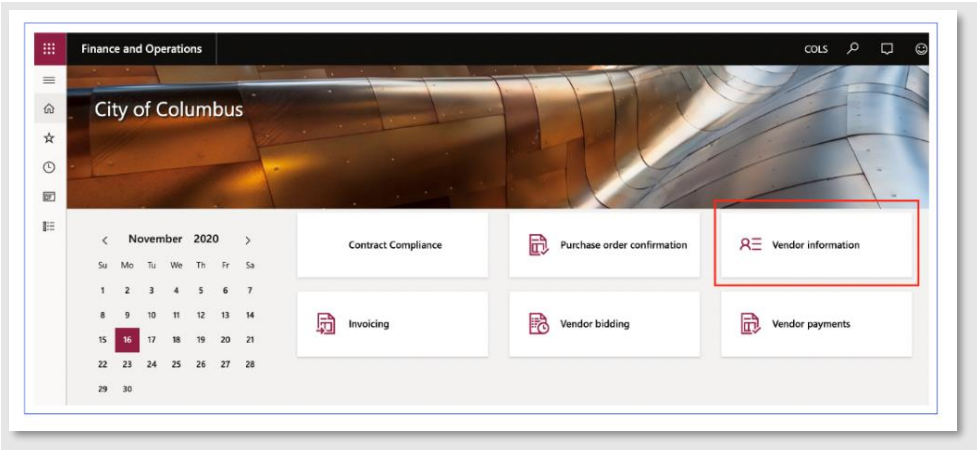 Finance and Operations
COLS
City of Columbus
November 2020
Su Mo Tu We Th Fr Sa
1 2 3 4 5 6 7
8 9 10 11 12 13 14
15 16 17 18 19 20 21
22 23 24 25 26 27 28
29 30
Contract Compliance
Purchase order confirmation
Vendor information
Invoicing
Vendor bidding
Vendor payments